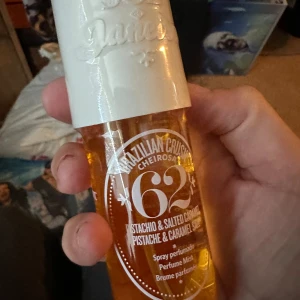 BRAZILIAN CRUSH
CHEIROSA
62
PISTACHIO & SALTED CARAMEL
PISTACHE & CARAMEL
Spray perfumado
Perfume Mist
Brume parfumée